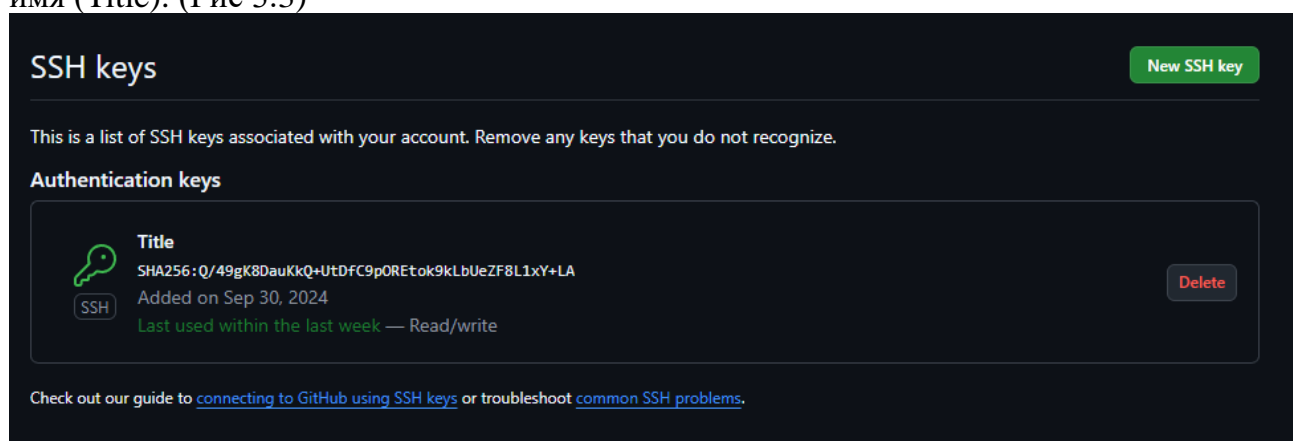 имя (Title). (Рис 3.3)
SSH keys
New SSH key
This is a list of SSH keys associated with your account. Remove any keys that you do not recognize.
Authentication keys
Title
SHA256:Q/49gK8DauKkQ+UtDfC9pOREtok9kLbUeZF8L1xY+LA
Added on Sep 30, 2024
SSH
Delete
Last used within the last week — Read/write
Check out our guide to connecting to GitHub using SSH keys or troubleshoot common SSH problems.